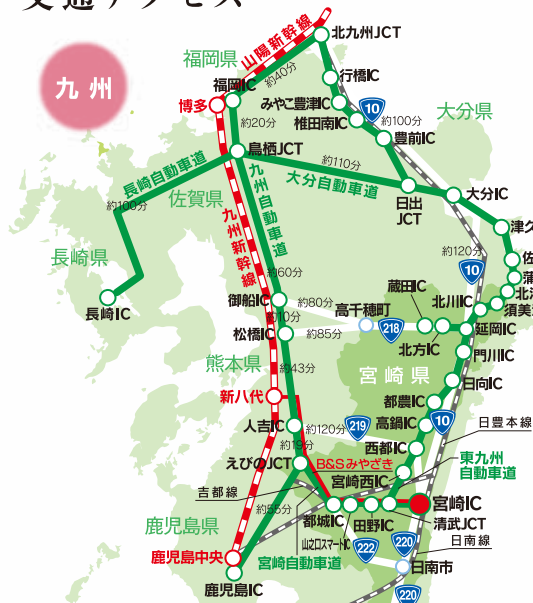 交通アクセス
九 州
山陽新幹線
北九州JCT
福岡県
約40分
福岡IC
行橋IC
博多
みやこ豊津IC
10
大分県
約20分
椎田南IC
約100分
豊前IC
鳥栖JCT
約110分
長崎自動車道
大分自動車道
約100分
佐賀県
九州自動車道
九州新幹線
日出
JCT
大分IC
津久
長崎県
約120分
佐
約60分
10
蒲
長崎IC
御船IC
約80分
蔵田IC
北川IC
北浦
須美
約10分
高千穂町
松橋IC
約85分
218
延岡IC
北方IC
門川IC
熊本県
約43分
宮崎県
日向IC
新八代
都農IC
人吉IC
約120分
219
高鍋IC
10
日豊本線
約19分
西都IC
えびのJCT
B&Sみやざき
東九州
自動車道
宮崎西IC
吉都線
宮崎IC
約55分
都城IC
田野IC
清武JCT
鹿児島県
山之口スマートIC
220
日南線
鹿児島中央
宮崎自動車道
222
日南市
鹿児島IC
220